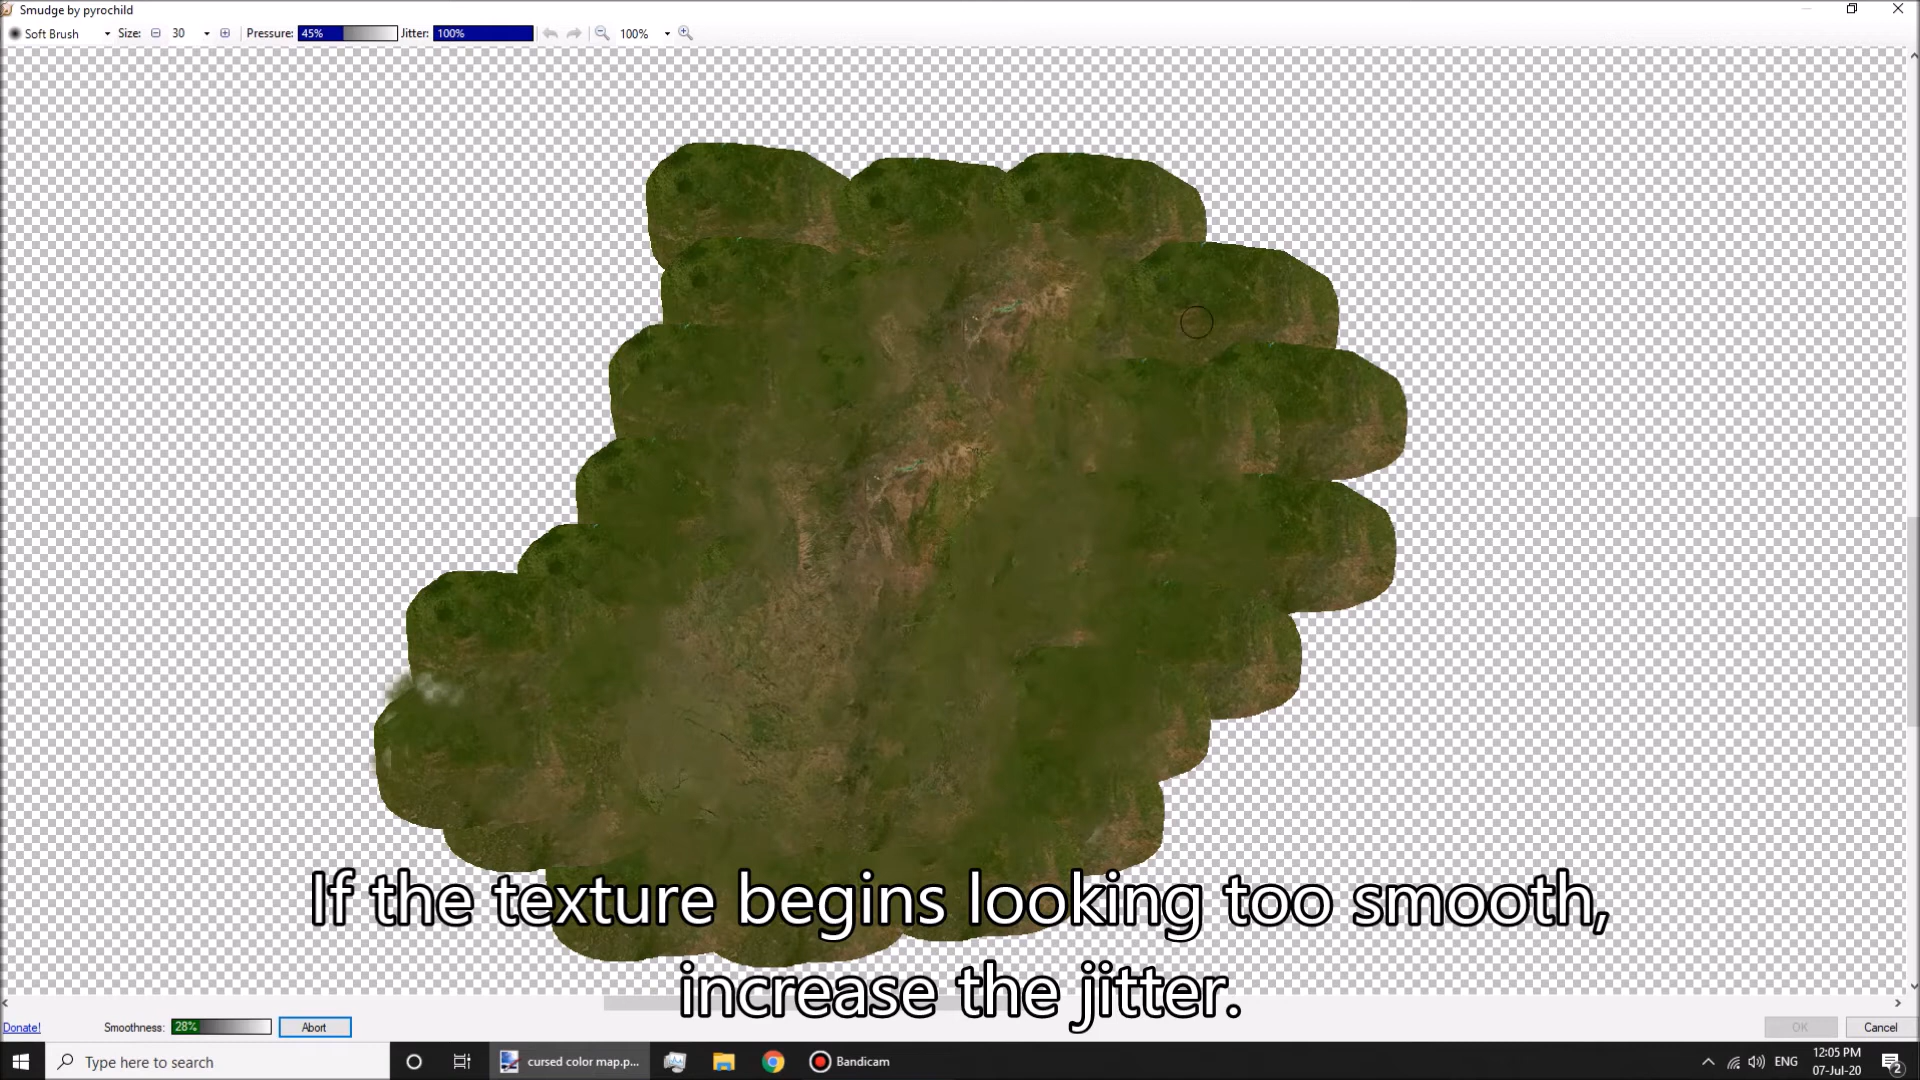 Smudge by pyrochild
Soft Brush Size: 30 Pressure: 45% Jitter: 100% 100%
If the texture begins looking too smooth,
increase the jitter.
Donate! Smoothness: 28% Abort OK Cancel
Type here to search cursed color map.p... Bandicam ENG 12:05 PM
07-Jul-20 2